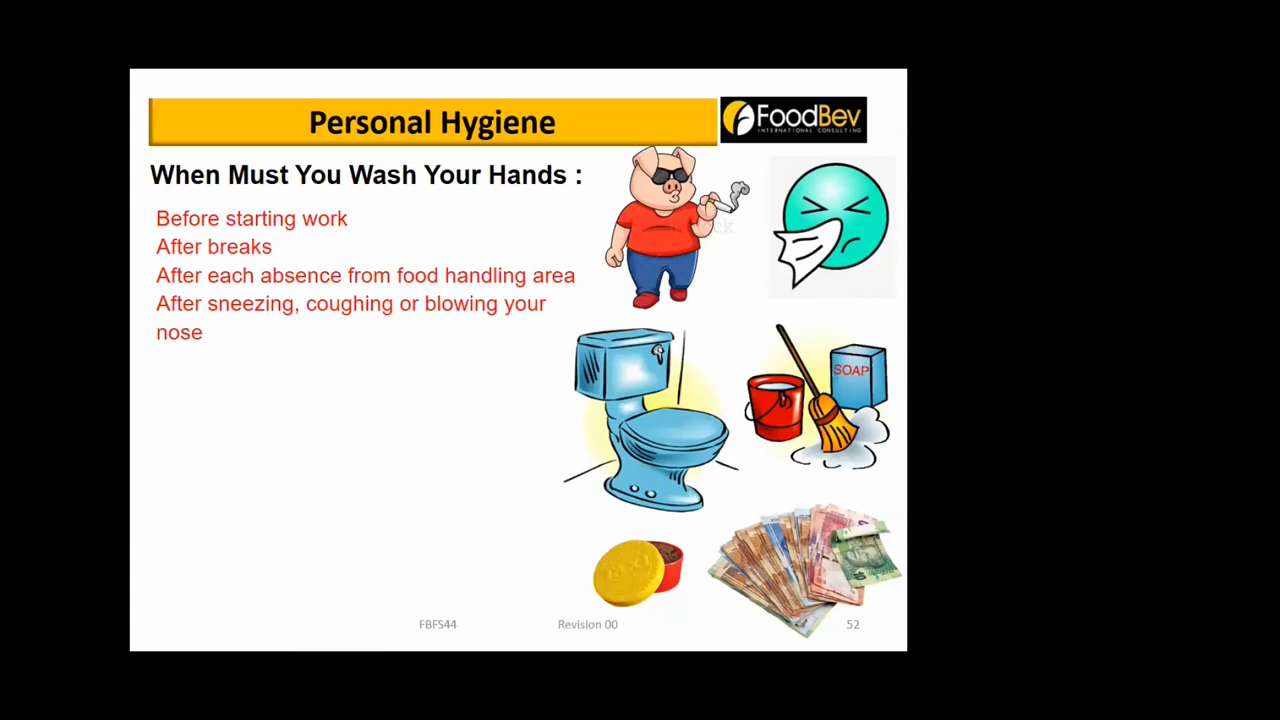 Personal Hygiene
FoodBev
INTERNATIONAL CONSULTING
When Must You Wash Your Hands :
Before starting work
After breaks
After each absence from food handling area
After sneezing, coughing or blowing your
nose
SOAP
10
FBFS44
Revision 00
52